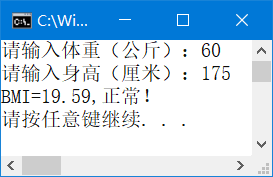 C:\Wi...
请输入体重（公斤）：60
请输入身高（厘米）：175
BMI=19.59,正常!
请按任意键继续. . .